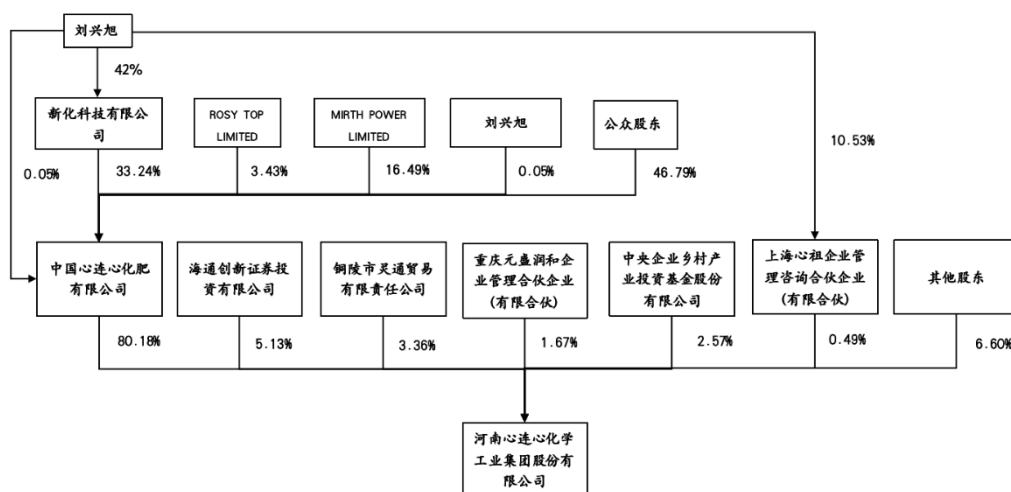 刘兴旭
42%
新化科技有限公
司
ROSY TOP
LIMITED
MIRTH POWER
LIMITED
刘兴旭
公众股东
10.53%
0.05%
33.24%
3.43%
16.49%
0.05%
46.79%
中国心连心化肥
有限公司
海通创新证券投
资有限公司
铜陵市灵通贸易
有限责任公司
重庆元盛润和企
业管理合伙企业
(有限合伙)
中央企业乡村产
业投资基金股份
有限公司
上海心祖企业管
理咨询合伙企业
(有限合伙)
其他股东
80.18%
5.13%
3.36%
1.67%
2.57%
0.49%
6.60%
河南心连心化学
工业集团股份有
限公司